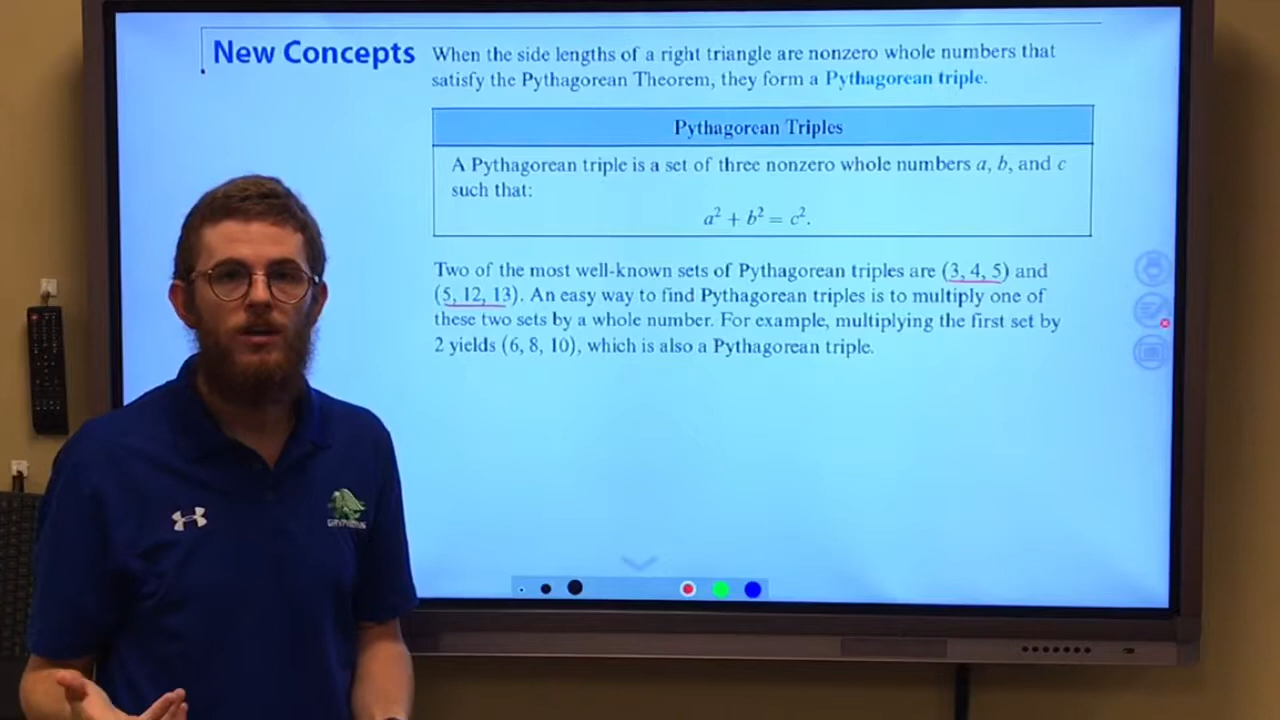 New Concepts When the side lengths of a right triangle are nonzero whole numbers that
satisfy the Pythagorean Theorem, they form a Pythagorean triple.
Pythagorean Triples
A Pythagorean triple is a set of three nonzero whole numbers a, b, and c
such that:
a² + b² = c².
Two of the most well-known sets of Pythagorean triples are (3, 4, 5) and
(5, 12, 13). An easy way to find Pythagorean triples is to multiply one of
these two sets by a whole number. For example, multiplying the first set by
2 yields (6, 8, 10), which is also a Pythagorean triple.